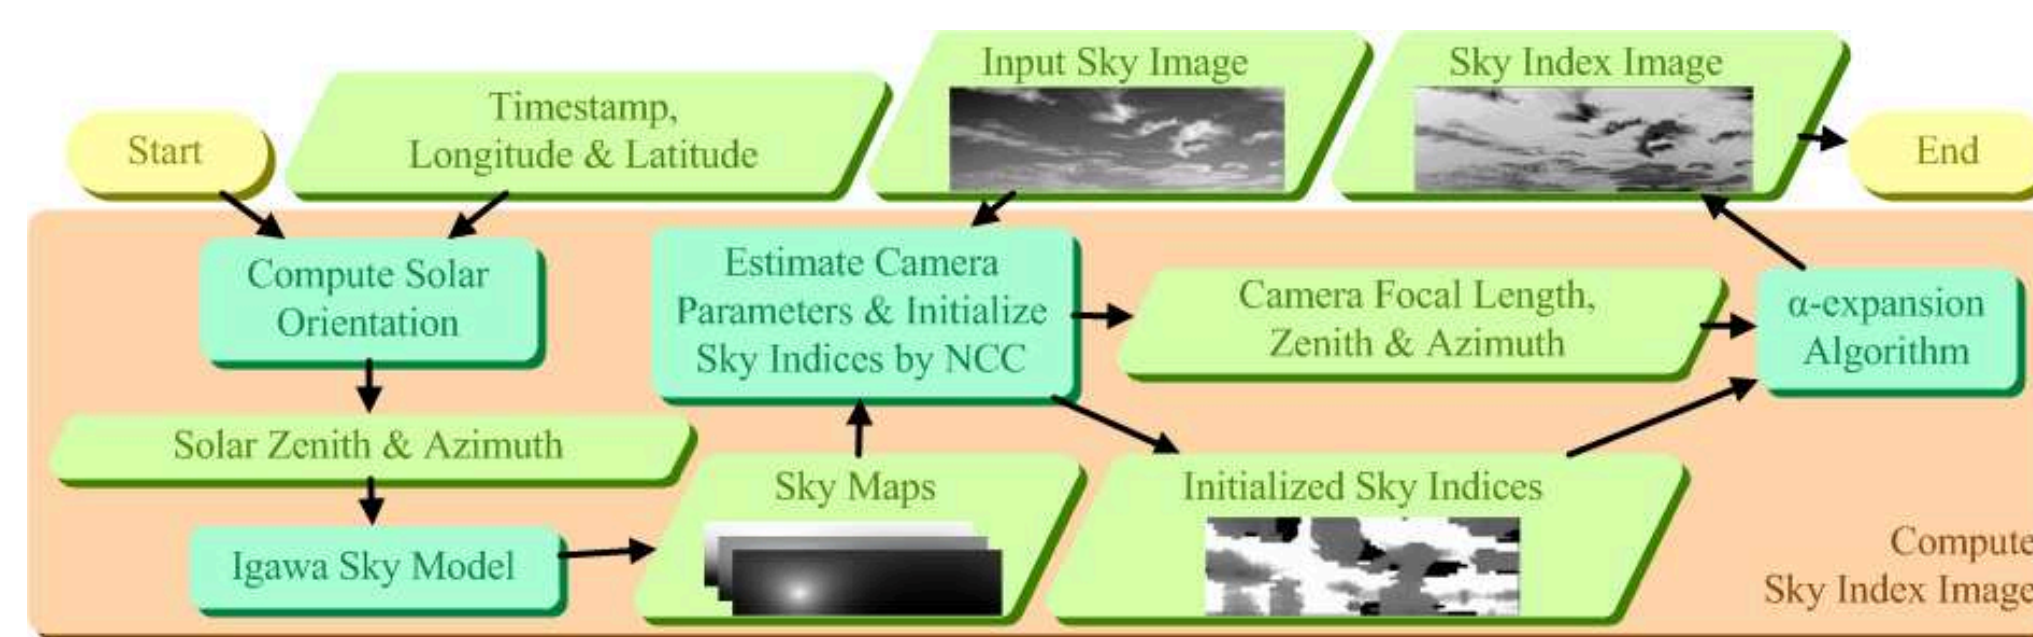 Start
Timestamp,
Longitude & Latitude
Input Sky Image
Sky Index Image
End
Compute Solar
Orientation
Estimate Camera
Parameters & Initialize
Sky Indices by NCC
Camera Focal Length,
Zenith & Azimuth
α-expansion
Algorithm
Solar Zenith & Azimuth
Igawa Sky Model
Sky Maps
Initialized Sky Indices
Compute
Sky Index Image